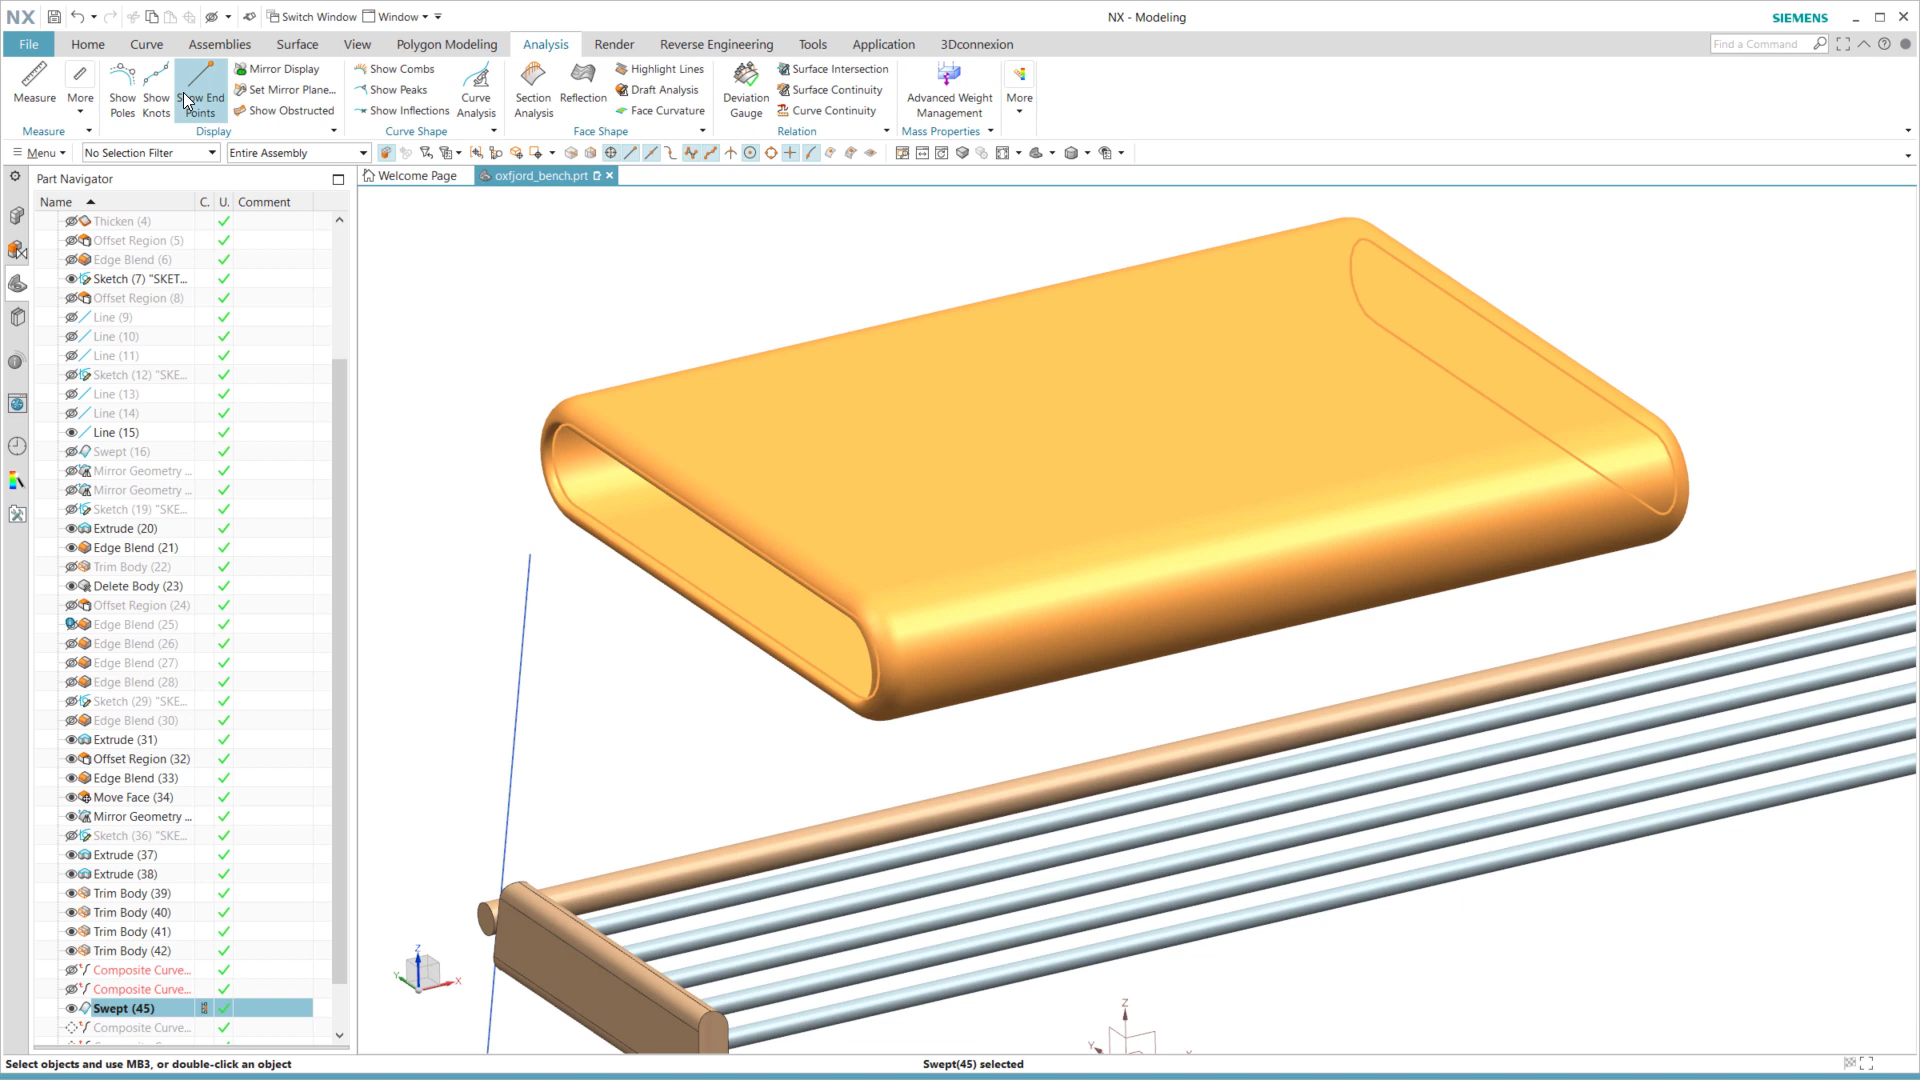 NX
Switch Window
Window
NX - Modeling
SIEMENS
File
Home
Curve
Assemblies
Surface
View
Polygon Modeling
Analysis
Render
Reverse Engineering
Tools
Application
3Dconnexion
Find a Command
Measure
More
Show Poles
Show Knots
Points
Mirror Display
Set Mirror Plane...
Show Obstructed
Show Combs
Show Peaks
Show Inflections
Curve Analysis
Section Analysis
Reflection
Highlight Lines
Draft Analysis
Face Curvature
Deviation Gauge
Surface Intersection
Surface Continuity
Curve Continuity
Advanced Weight Management
More
Measure
Display
Curve Shape
Face Shape
Relation
Mass Properties
Menu
No Selection Filter
Entire Assembly
Part Navigator
Welcome Page
oxfjord_bench.prt
Name
C.
U.
Comment
Thicken (4)
Offset Region (5)
Edge Blend (6)
Sketch (7) "SKET...
Offset Region (8)
Line (9)
Line (10)
Line (11)
Sketch (12) "SKE...
Line (13)
Line (14)
Line (15)
Swept (16)
Mirror Geometry ...
Mirror Geometry ...
Sketch (19) "SKE...
Extrude (20)
Edge Blend (21)
Trim Body (22)
Delete Body (23)
Offset Region (24)
Edge Blend (25)
Edge Blend (26)
Edge Blend (27)
Edge Blend (28)
Sketch (29) "SKE...
Edge Blend (30)
Extrude (31)
Offset Region (32)
Edge Blend (33)
Move Face (34)
Mirror Geometry ...
Sketch (36) "SKE...
Extrude (37)
Extrude (38)
Trim Body (39)
Trim Body (40)
Trim Body (41)
Trim Body (42)
Composite Curve...
Composite Curve...
Swept (45)
Composite Curve...
Z
Y
X
Z
Y
Select objects and use MB3, or double-click an object
Swept(45) selected